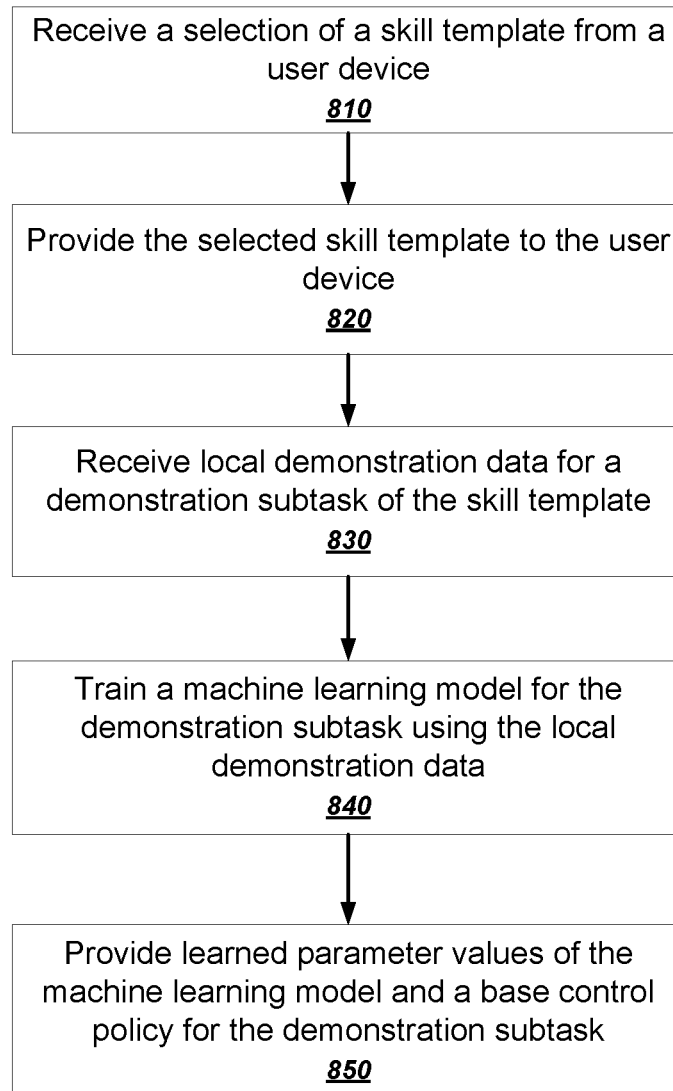 Receive a selection of a skill template from a
user device
810
Provide the selected skill template to the user
device
820
Receive local demonstration data for a
demonstration subtask of the skill template
830
Train a machine learning model for the
demonstration subtask using the local
demonstration data
840
Provide learned parameter values of the
machine learning model and a base control
policy for the demonstration subtask
850